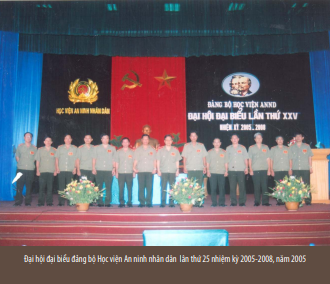 HỌC VIỆN AN NINH NHÂN DÂN
ĐẢNG BỘ HỌC VIỆN ANND
ĐẠI HỘI ĐẠI BIỂU LẦN THỨ XXV
NHIỆM KỲ 2005-2008
Đại hội đại biểu đảng bộ Học viện An ninh nhân dân lần thứ 25 nhiệm kỳ 2005-2008, năm 2005